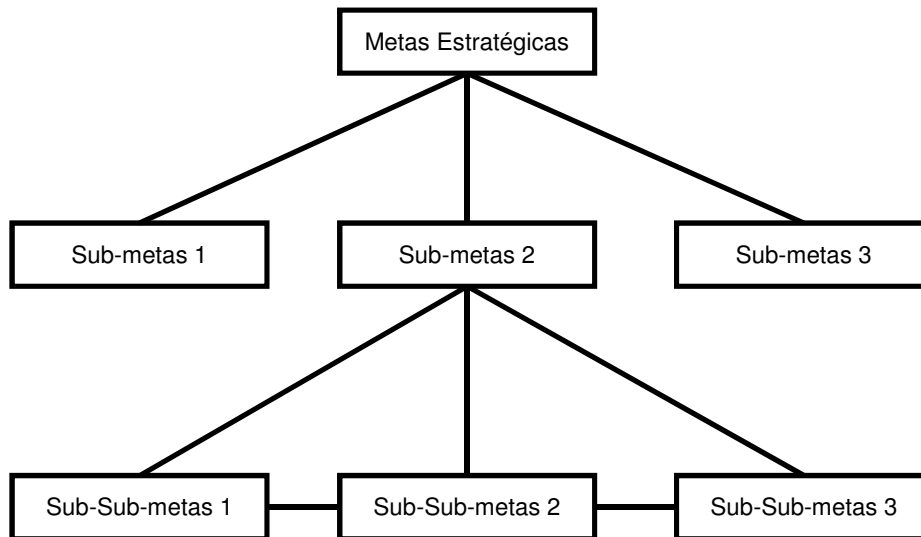 Metas Estratégicas
Sub-metas 1
Sub-metas 2
Sub-metas 3
Sub-Sub-metas 1
Sub-Sub-metas 2
Sub-Sub-metas 3